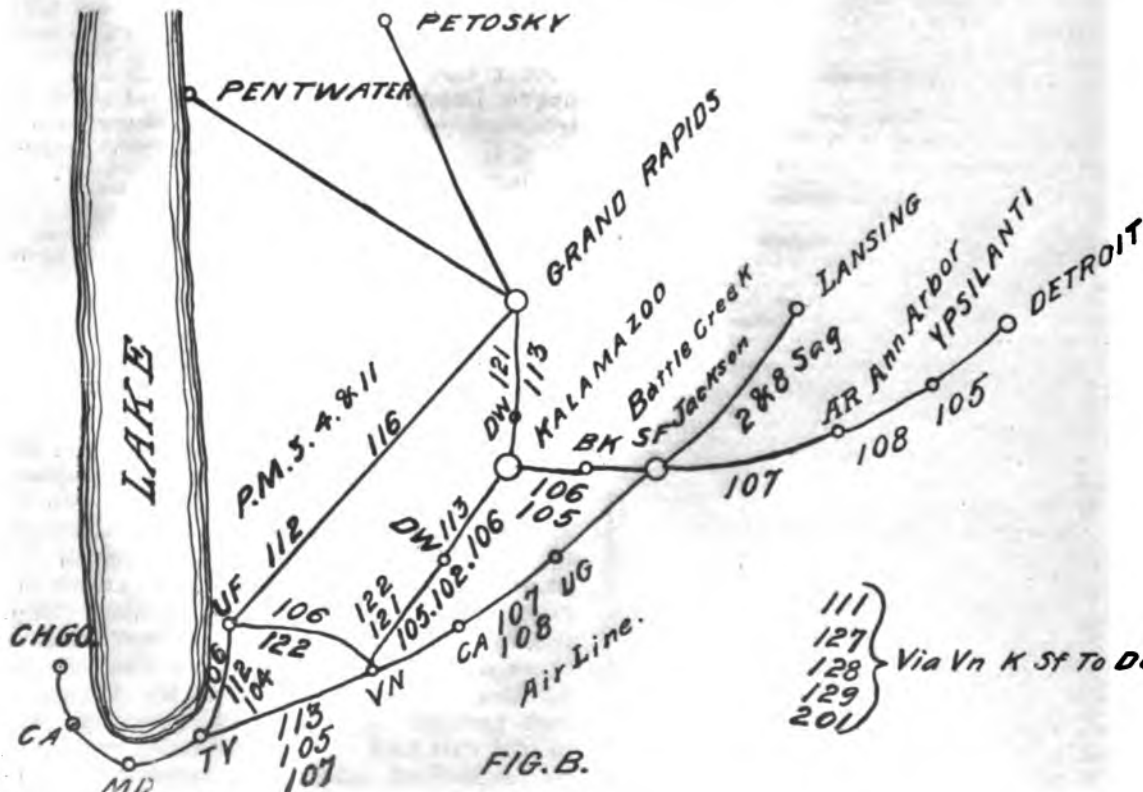 PETOSKY
PENTWATER
GRAND RAPIDS
LAKE
P.M. 3. 4. & 11
116
112
121
113
DW
KALAMAZOO
BK Battle Creek
SF Jackson
2 & 8 Sag
LANSING
AR Ann Arbor
YPSILANTI
DETROIT
106
105
107
108
105
DW
113
122
121
105. 102. 106
UF
106
122
CHGO.
CA
MD
106
112
104
TY
113
105
107
VN
CA
107
108
UG
Air Line.
111
127
128
129
201
Via Vn K Sf To
FIG. B.